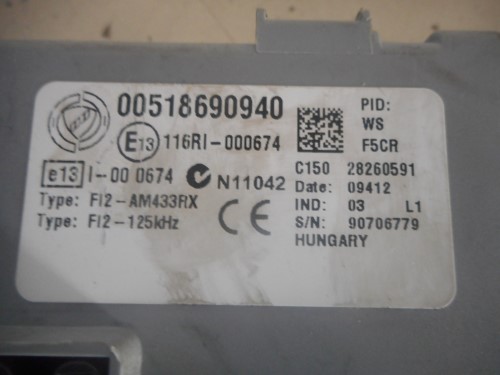 00518690940
E13 116RI-000674
e13 I-00 0674 N11042
Type: FI2-AM433RX
Type: FI2-125kHz
CE
PID:
WS
F5CR
C150 28260591
Date: 09412
IND: 03 L1
S/N: 90706779
HUNGARY